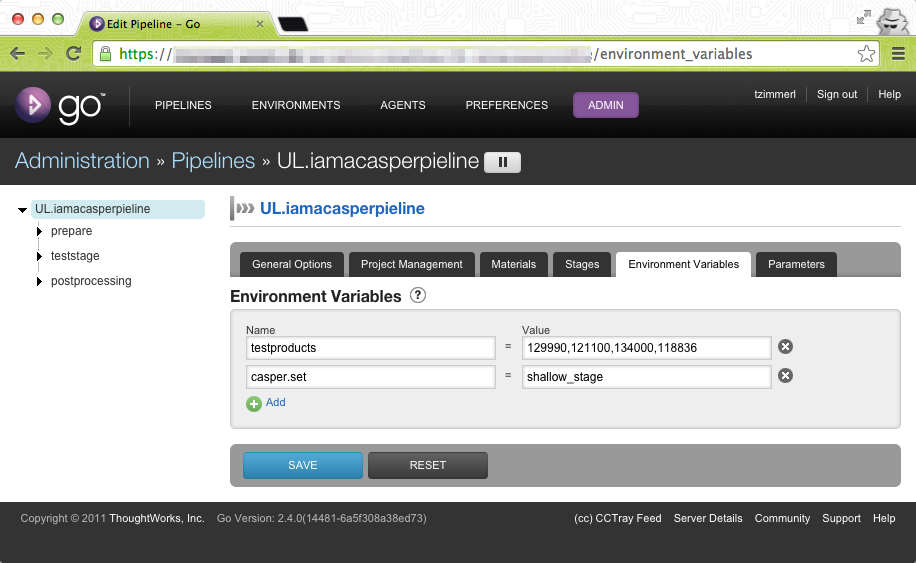 Edit Pipeline – Go
https:// /environment_variables
go™ PIPELINES ENVIRONMENTS AGENTS PREFERENCES ADMIN tzimmerl Sign out Help
Administration » Pipelines » UL.iamacasperpieline
UL.iamacasperpieline
prepare
teststage
postprocessing
UL.iamacasperpieline
General Options Project Management Materials Stages Environment Variables Parameters
Environment Variables ?
Name Value
testproducts = 129990,121100,134000,118836
casper.set = shallow_stage
Add
SAVE RESET
Copyright © 2011 ThoughtWorks, Inc. Go Version: 2.4.0(14481-6a5f308a38ed73) (cc) CCTray Feed Server Details Community Support Help